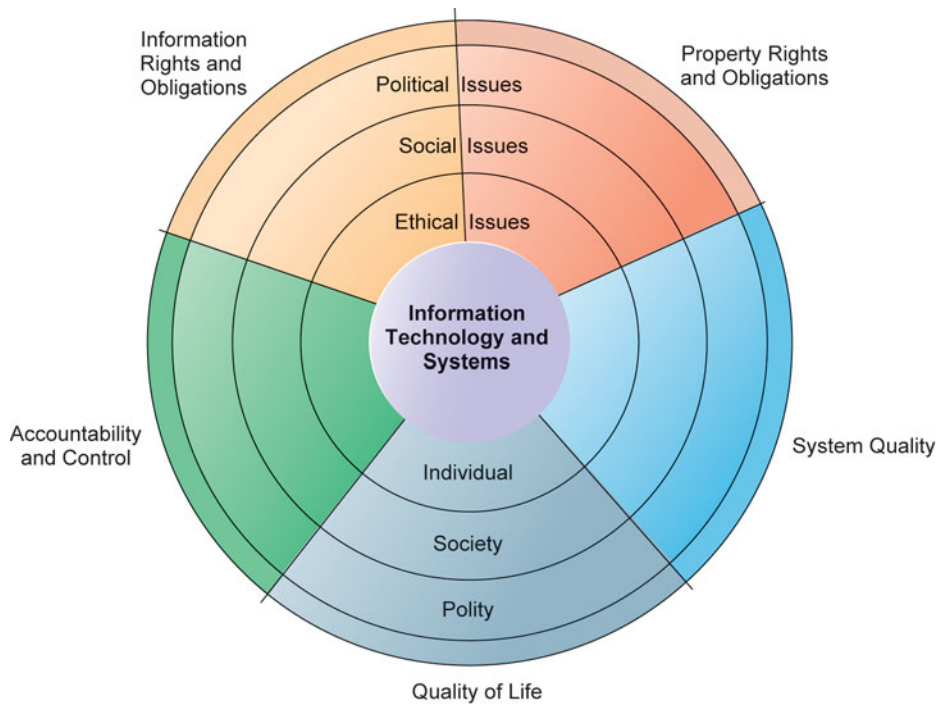 Information
Rights and
Obligations
Property Rights
and Obligations
Political Issues
Social Issues
Ethical Issues
Information
Technology and
Systems
Accountability
and Control
System Quality
Individual
Society
Polity
Quality of Life